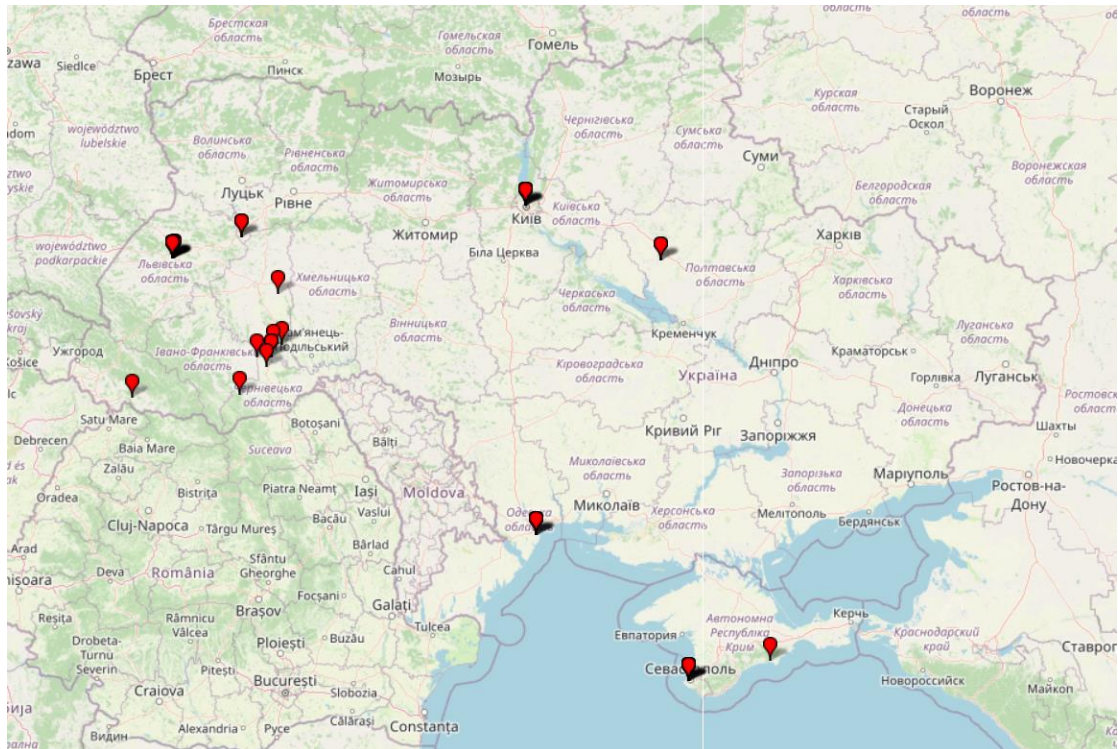 Брестская
область
Гомельская
область
Гомель
область
область
область
zawa
Siedlce
Брест
Пинск
Мозырь
Воронеж
Курская
область
Чернігівська
область
Сумська
область
Старый
Оскол
województwo
lubelskie
Волинська
область
Рівненська
область
Суми
Воронежская
область
Житомирська
область
Луцьк
Рівне
Київ
Київська
область
Белгородская
область
Житомир
Харків
województwo
podkarpackie
Львівська
область
Біла Церква
Полтавська
область
Хмельницька
область
Харківська
область
Черкаська
область
Вінницька
область
Кременчук
Луганська
область
Ужгород
Košice
Івано-Франківська
Дніпро
Краматорськ
Кіровоградська
область
Україна
Горлівка
Луганськ
Чернівецька
область
Satu Mare
Botoșani
Донецька
область
Шахты
Debrecen
Baia Mare
Suceava
Кривий Ріг
Запоріжжя
Bălți
Zalău
Миколаївська
область
Запорізька
область
Маріуполь
Oradea
Bistrița
Piatra Neamț
Iași
Moldova
Ростов-на-
Дону
Vaslui
Миколаїв
Херсонська
область
Мелітополь
Бердянськ
Cluj-Napoca
Târgu Mureș
Bacău
Arad
Bârlad
Sfântu
Gheorghe
Cahul
Deva
România
Focșani
Galați
Reșița
Brașov
Râmnicu
Vâlcea
Tulcea
Автономна
Республіка
Крим
Керчь
Краснодарский
край
Евпатория
Buzău
Drobeta-
Turnu
Severin
Ploiești
Севастополь
Pitești
Новороссийск
București
Slobozia
Майкоп
Craiova
Călărași
Constanța
Alexandria
Русе
Видин